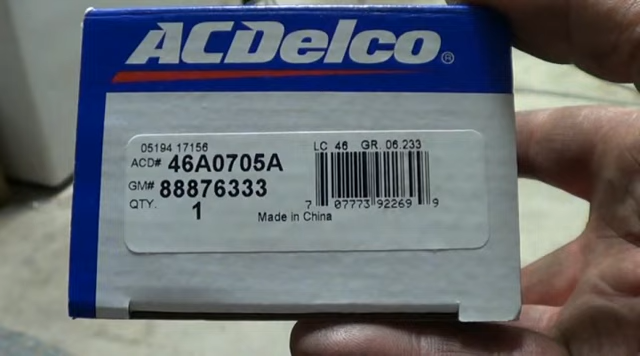 ACDelco®
05194 17156
ACD# 46A0705A
GM# 88876333
QTY. 1
LC 46 GR. 06.233
7 07773 92269 9
Made in China